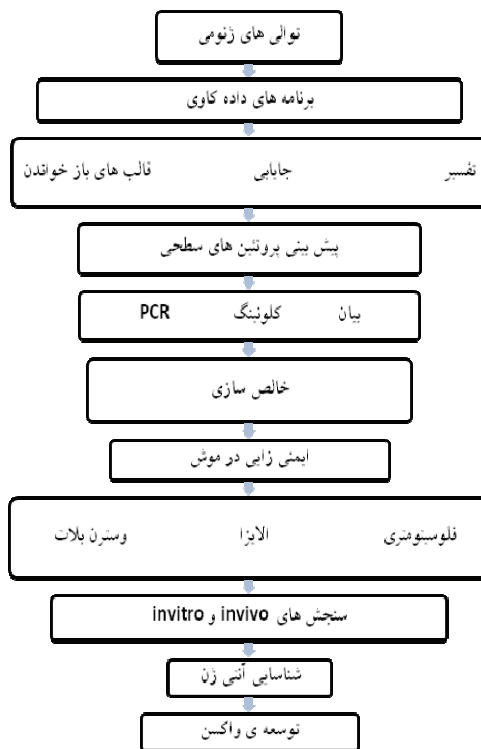 توالی های ژنومی
برنامه های داده کاوی
تفسیر جایابی قالب های باز خواندن
پیش بینی پروتئین های سطحی
بیان کلونینگ PCR
خالص سازی
ایمنی زایی در موش
فلوسیتومتری الایزا وسترن بلات
سنجش های invivo و invitro
شناسایی آنتی ژن
توسعه ی واکسن